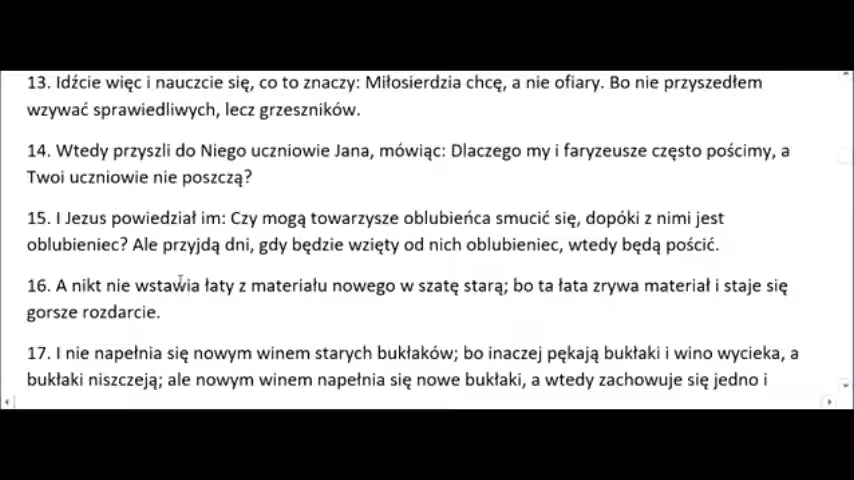 13. Idźcie więc i nauczcie się, co to znaczy: Miłosierdzia chcę, a nie ofiary. Bo nie przyszedłem
wzywać sprawiedliwych, lecz grzeszników.
14. Wtedy przyszli do Niego uczniowie Jana, mówiąc: Dlaczego my i faryzeusze często pościmy, a
Twoi uczniowie nie poszczą?
15. I Jezus powiedział im: Czy mogą towarzysze oblubieńca smucić się, dopóki z nimi jest
oblubieniec? Ale przyjdą dni, gdy będzie wzięty od nich oblubieniec, wtedy będą pościć.
16. A nikt nie wstawia łaty z materiału nowego w szatę starą; bo ta łata zrywa materiał i staje się
gorsze rozdarcie.
17. I nie napełnia się nowym winem starych bukłaków; bo inaczej pękają bukłaki i wino wycieka, a
bukłaki niszczeją; ale nowym winem napełnia się nowe bukłaki, a wtedy zachowuje się jedno i